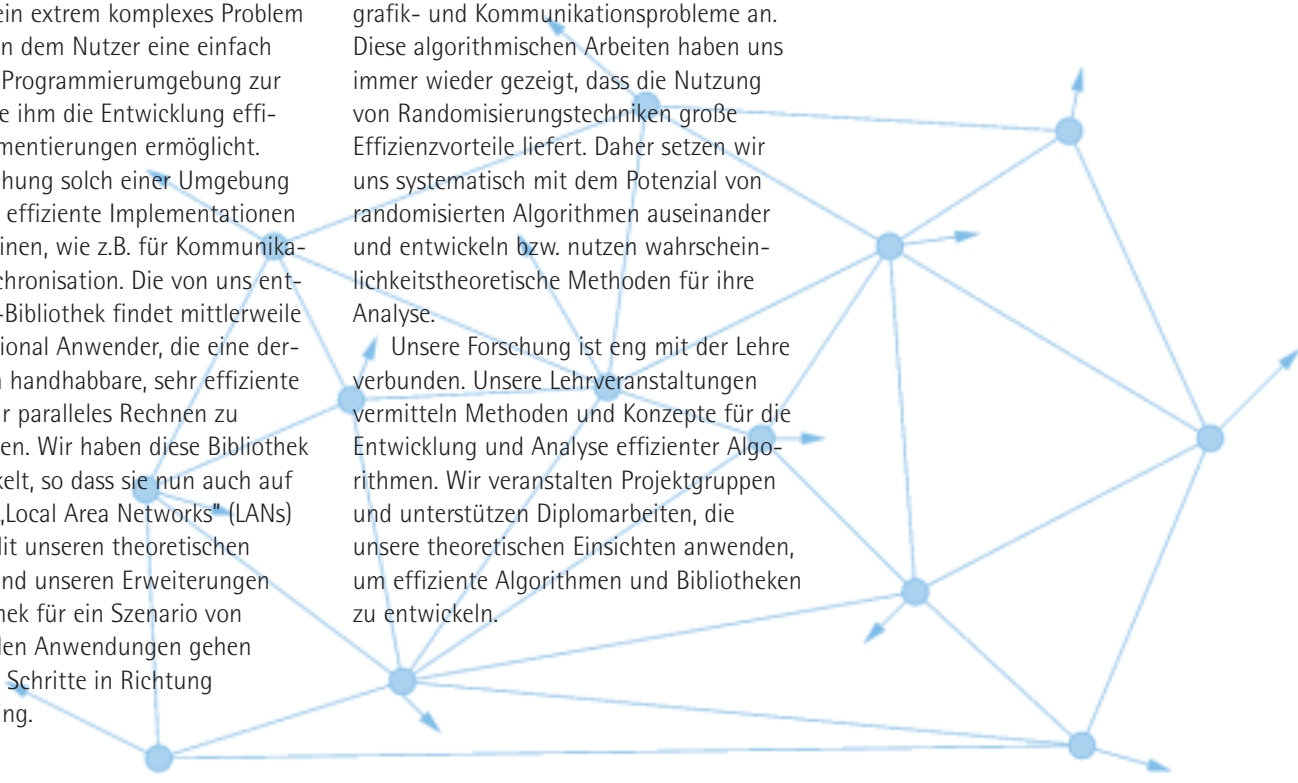 ein extrem komplexes Problem
n dem Nutzer eine einfach
Programmierumgebung zur
e ihm die Entwicklung effi-
mentierungen ermöglicht.
chung solch einer Umgebung
effiziente Implementationen
inen, wie z.B. für Kommunika-
chronisation. Die von uns ent-
-Bibliothek findet mittlerweile
ional Anwender, die eine der-
n handhabbare, sehr effiziente
r paralleles Rechnen zu
en. Wir haben diese Bibliothek
kelt, so dass sie nun auch auf
„Local Area Networks" (LANs)
it unseren theoretischen
nd unseren Erweiterungen
hek für ein Szenario von
len Anwendungen gehen
Schritte in Richtung
ing.
grafik- und Kommunikationsprobleme an.
Diese algorithmischen Arbeiten haben uns
immer wieder gezeigt, dass die Nutzung
von Randomisierungstechniken große
Effizienzvorteile liefert. Daher setzen wir
uns systematisch mit dem Potenzial von
randomisierten Algorithmen auseinander
und entwickeln bzw. nutzen wahrschein-
lichkeitstheoretische Methoden für ihre
Analyse.
Unsere Forschung ist eng mit der Lehre
verbunden. Unsere Lehrveranstaltungen
vermitteln Methoden und Konzepte für die
Entwicklung und Analyse effizienter Algo-
rithmen. Wir veranstalten Projektgruppen
und unterstützen Diplomarbeiten, die
unsere theoretischen Einsichten anwenden,
um effiziente Algorithmen und Bibliotheken
zu entwickeln.